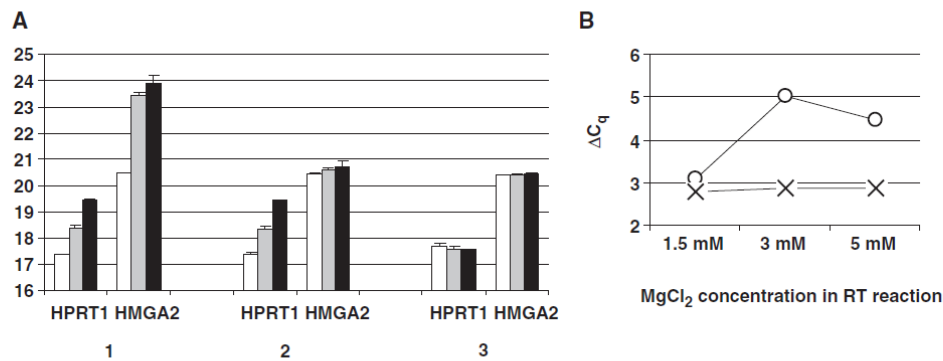 A
25
24
23
22
21
20
19
18
17
16
HPRT1 HMGA2 HPRT1 HMGA2 HPRT1 HMGA2
1 2 3
B
6
5
4
3
2
ΔCq
1.5 mM 3 mM 5 mM
MgCl2 concentration in RT reaction